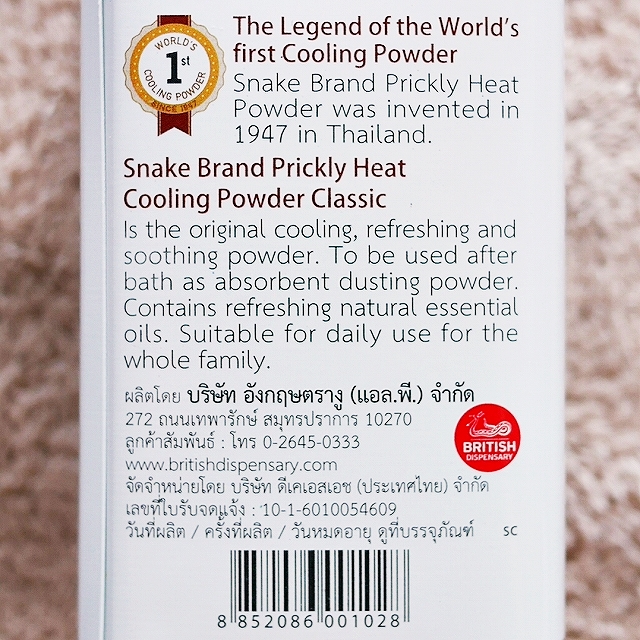 WORLD'S
1st
COOLING POWDER
SINCE 1947
The Legend of the World's
first Cooling Powder
Snake Brand Prickly Heat
Powder was invented in
1947 in Thailand.
Snake Brand Prickly Heat
Cooling Powder Classic
Is the original cooling, refreshing and
soothing powder. To be used after
bath as absorbent dusting powder.
Contains refreshing natural essential
oils. Suitable for daily use for the
whole family.
ผลิตโดย บริษัท อังกฤษตรางู (แอล.พี.) จำกัด
272 ถนนเทพารักษ์ สมุทรปราการ 10270
ลูกค้าสัมพันธ์ : โทร 0-2645-0333
www.britishdispensary.com
BRITISH
DISPENSARY
จัดจำหน่ายโดย บริษัท ดีเคเอสเอช (ประเทศไทย) จำกัด
เลขที่ใบรับจดแจ้ง : 10-1-6010054609
วันที่ผลิต / ครั้งที่ผลิต / วันหมดอายุ ดูที่บรรจุภัณฑ์ SC
8 852086 001028